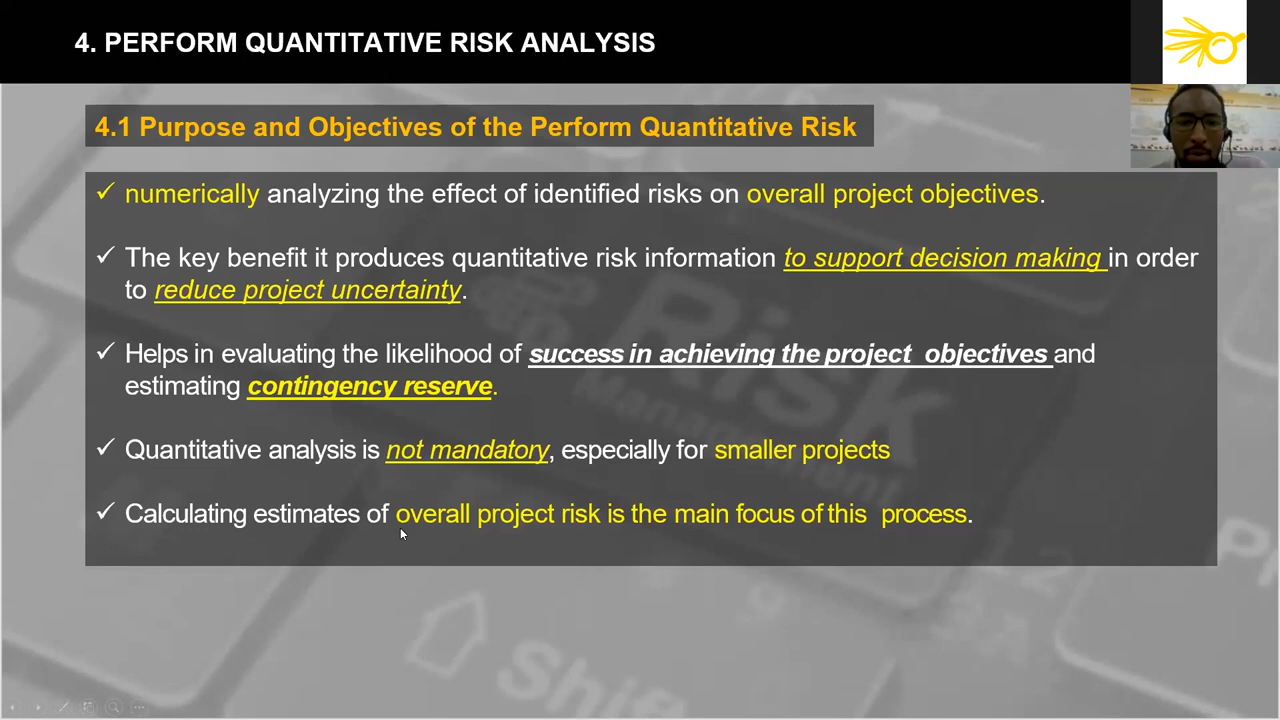 4. PERFORM QUANTITATIVE RISK ANALYSIS
4.1 Purpose and Objectives of the Perform Quantitative Risk
✓ numerically analyzing the effect of identified risks on overall project objectives.
✓ The key benefit it produces quantitative risk information to support decision making in order
to reduce project uncertainty.
✓ Helps in evaluating the likelihood of success in achieving the project objectives and
estimating contingency reserve.
✓ Quantitative analysis is not mandatory, especially for smaller projects
✓ Calculating estimates of overall project risk is the main focus of this process.
Risk
Management
Shift